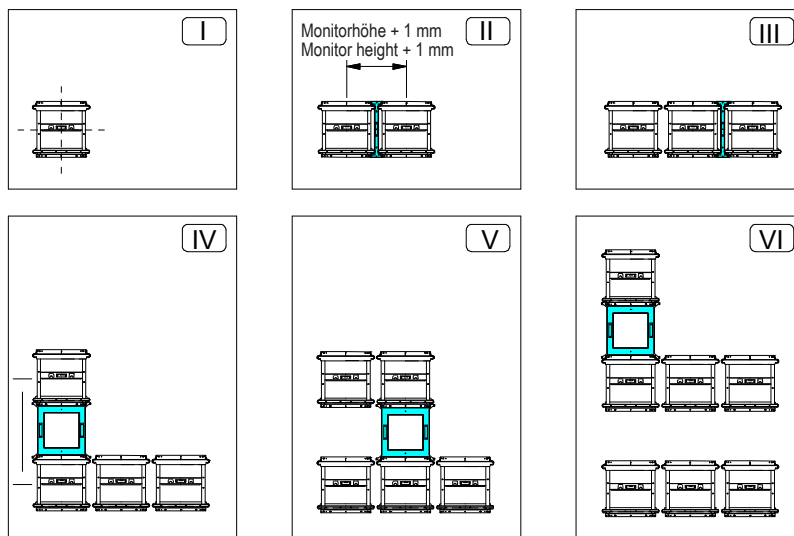 I
Monitorhöhe + 1 mm
Monitor height + 1 mm
II
III
IV
V
VI